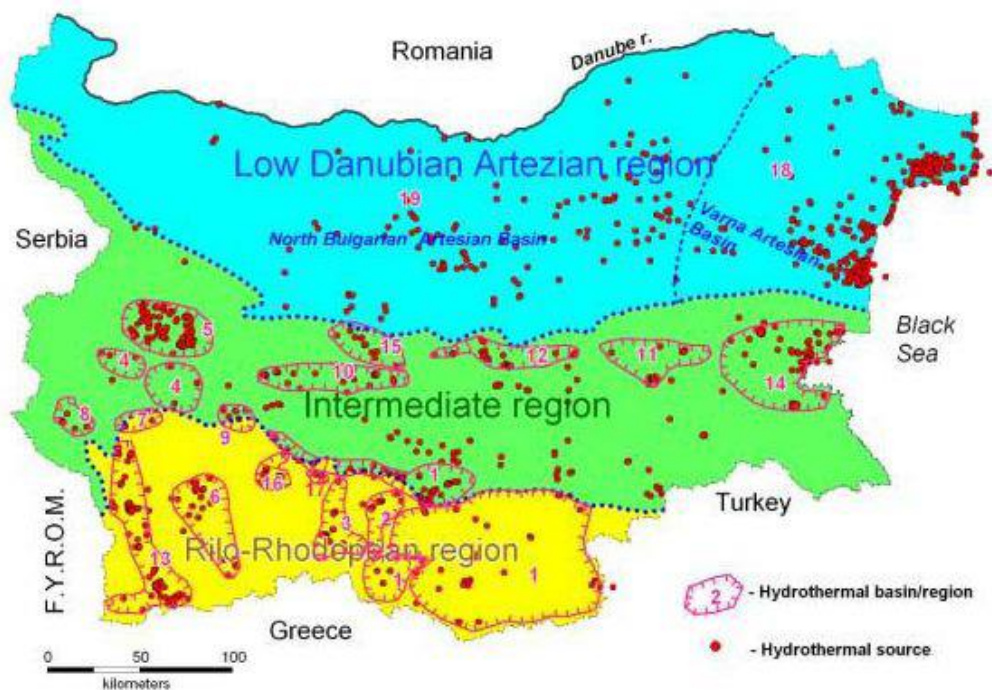 Romania
Danube r.
Low Danubian Artezian region
18
19
Varna Artesian
Basin
North Bulgarian Artesian Basin
Serbia
Black
Sea
5
15
12
11
4
10
14
4
Intermediate region
8
7
9
2
1
16
17
6
3
2
Turkey
Rilo-Rhodopean region
13
1
1
F.Y.R.O.M.
Greece
2 - Hydrothermal basin/region
- Hydrothermal source
0 50 100
kilometers